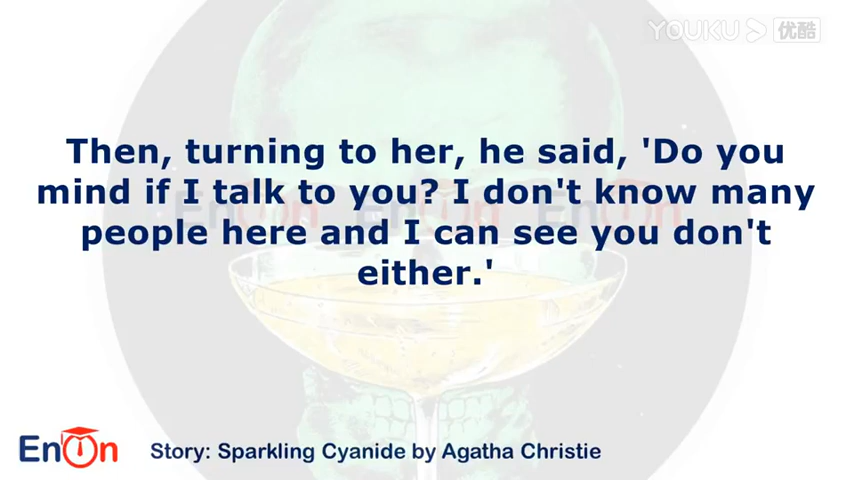 YOUKU 优酷
Then, turning to her, he said, 'Do you
mind if I talk to you? I don't know many
people here and I can see you don't
either.'
EnOn
Story: Sparkling Cyanide by Agatha Christie